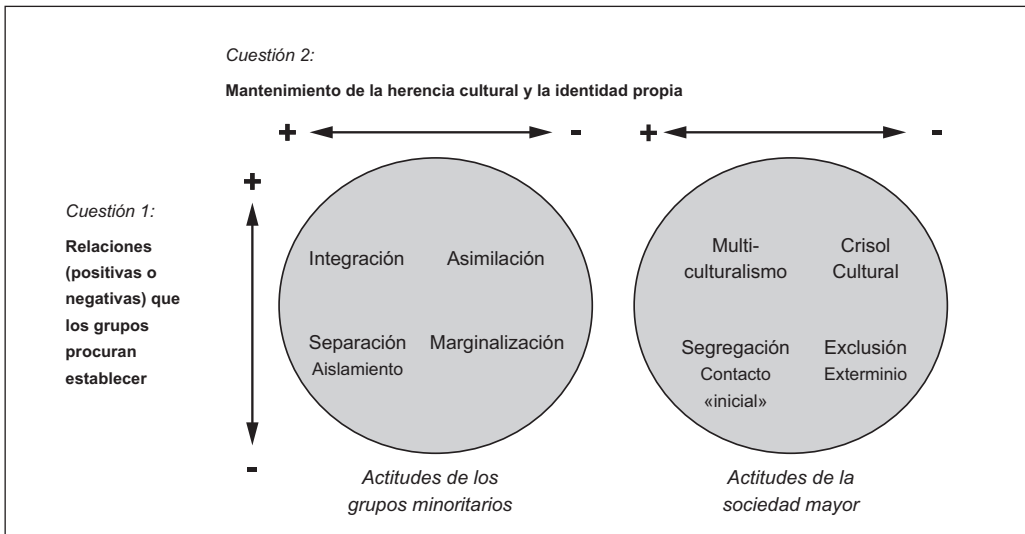 Cuestión 2:
Mantenimiento de la herencia cultural y la identidad propia
+ - + -
+
-
Cuestión 1:
Relaciones
(positivas o
negativas) que
los grupos
procuran
establecer
Integración Asimilación
Separación Marginalización
Aislamiento
Actitudes de los
grupos minoritarios
Multi-
culturalismo
Crisol
Cultural
Segregación
Contacto
«inicial»
Exclusión
Exterminio
Actitudes de la
sociedad mayor